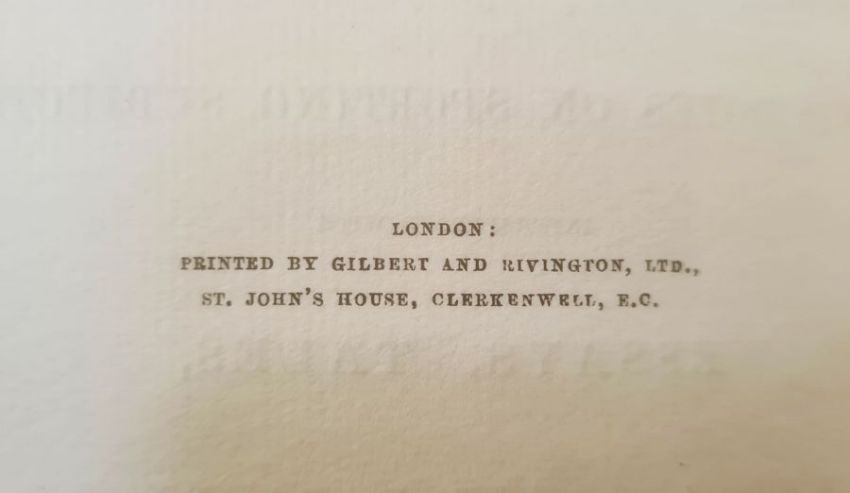 LONDON:
PRINTED BY GILBERT AND RIVINGTON, LTD.,
ST. JOHN'S HOUSE, CLERKENWELL, E.C.